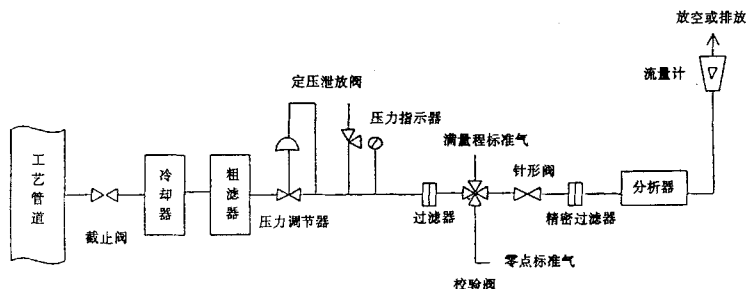 放空或排放
流量计
定压泄放阀
压力指示器
满量程标准气
针形阀
工艺管道
冷却器
粗滤器
分析器
截止阀
压力调节器
过滤器
精密过滤器
零点标准气
校验阀